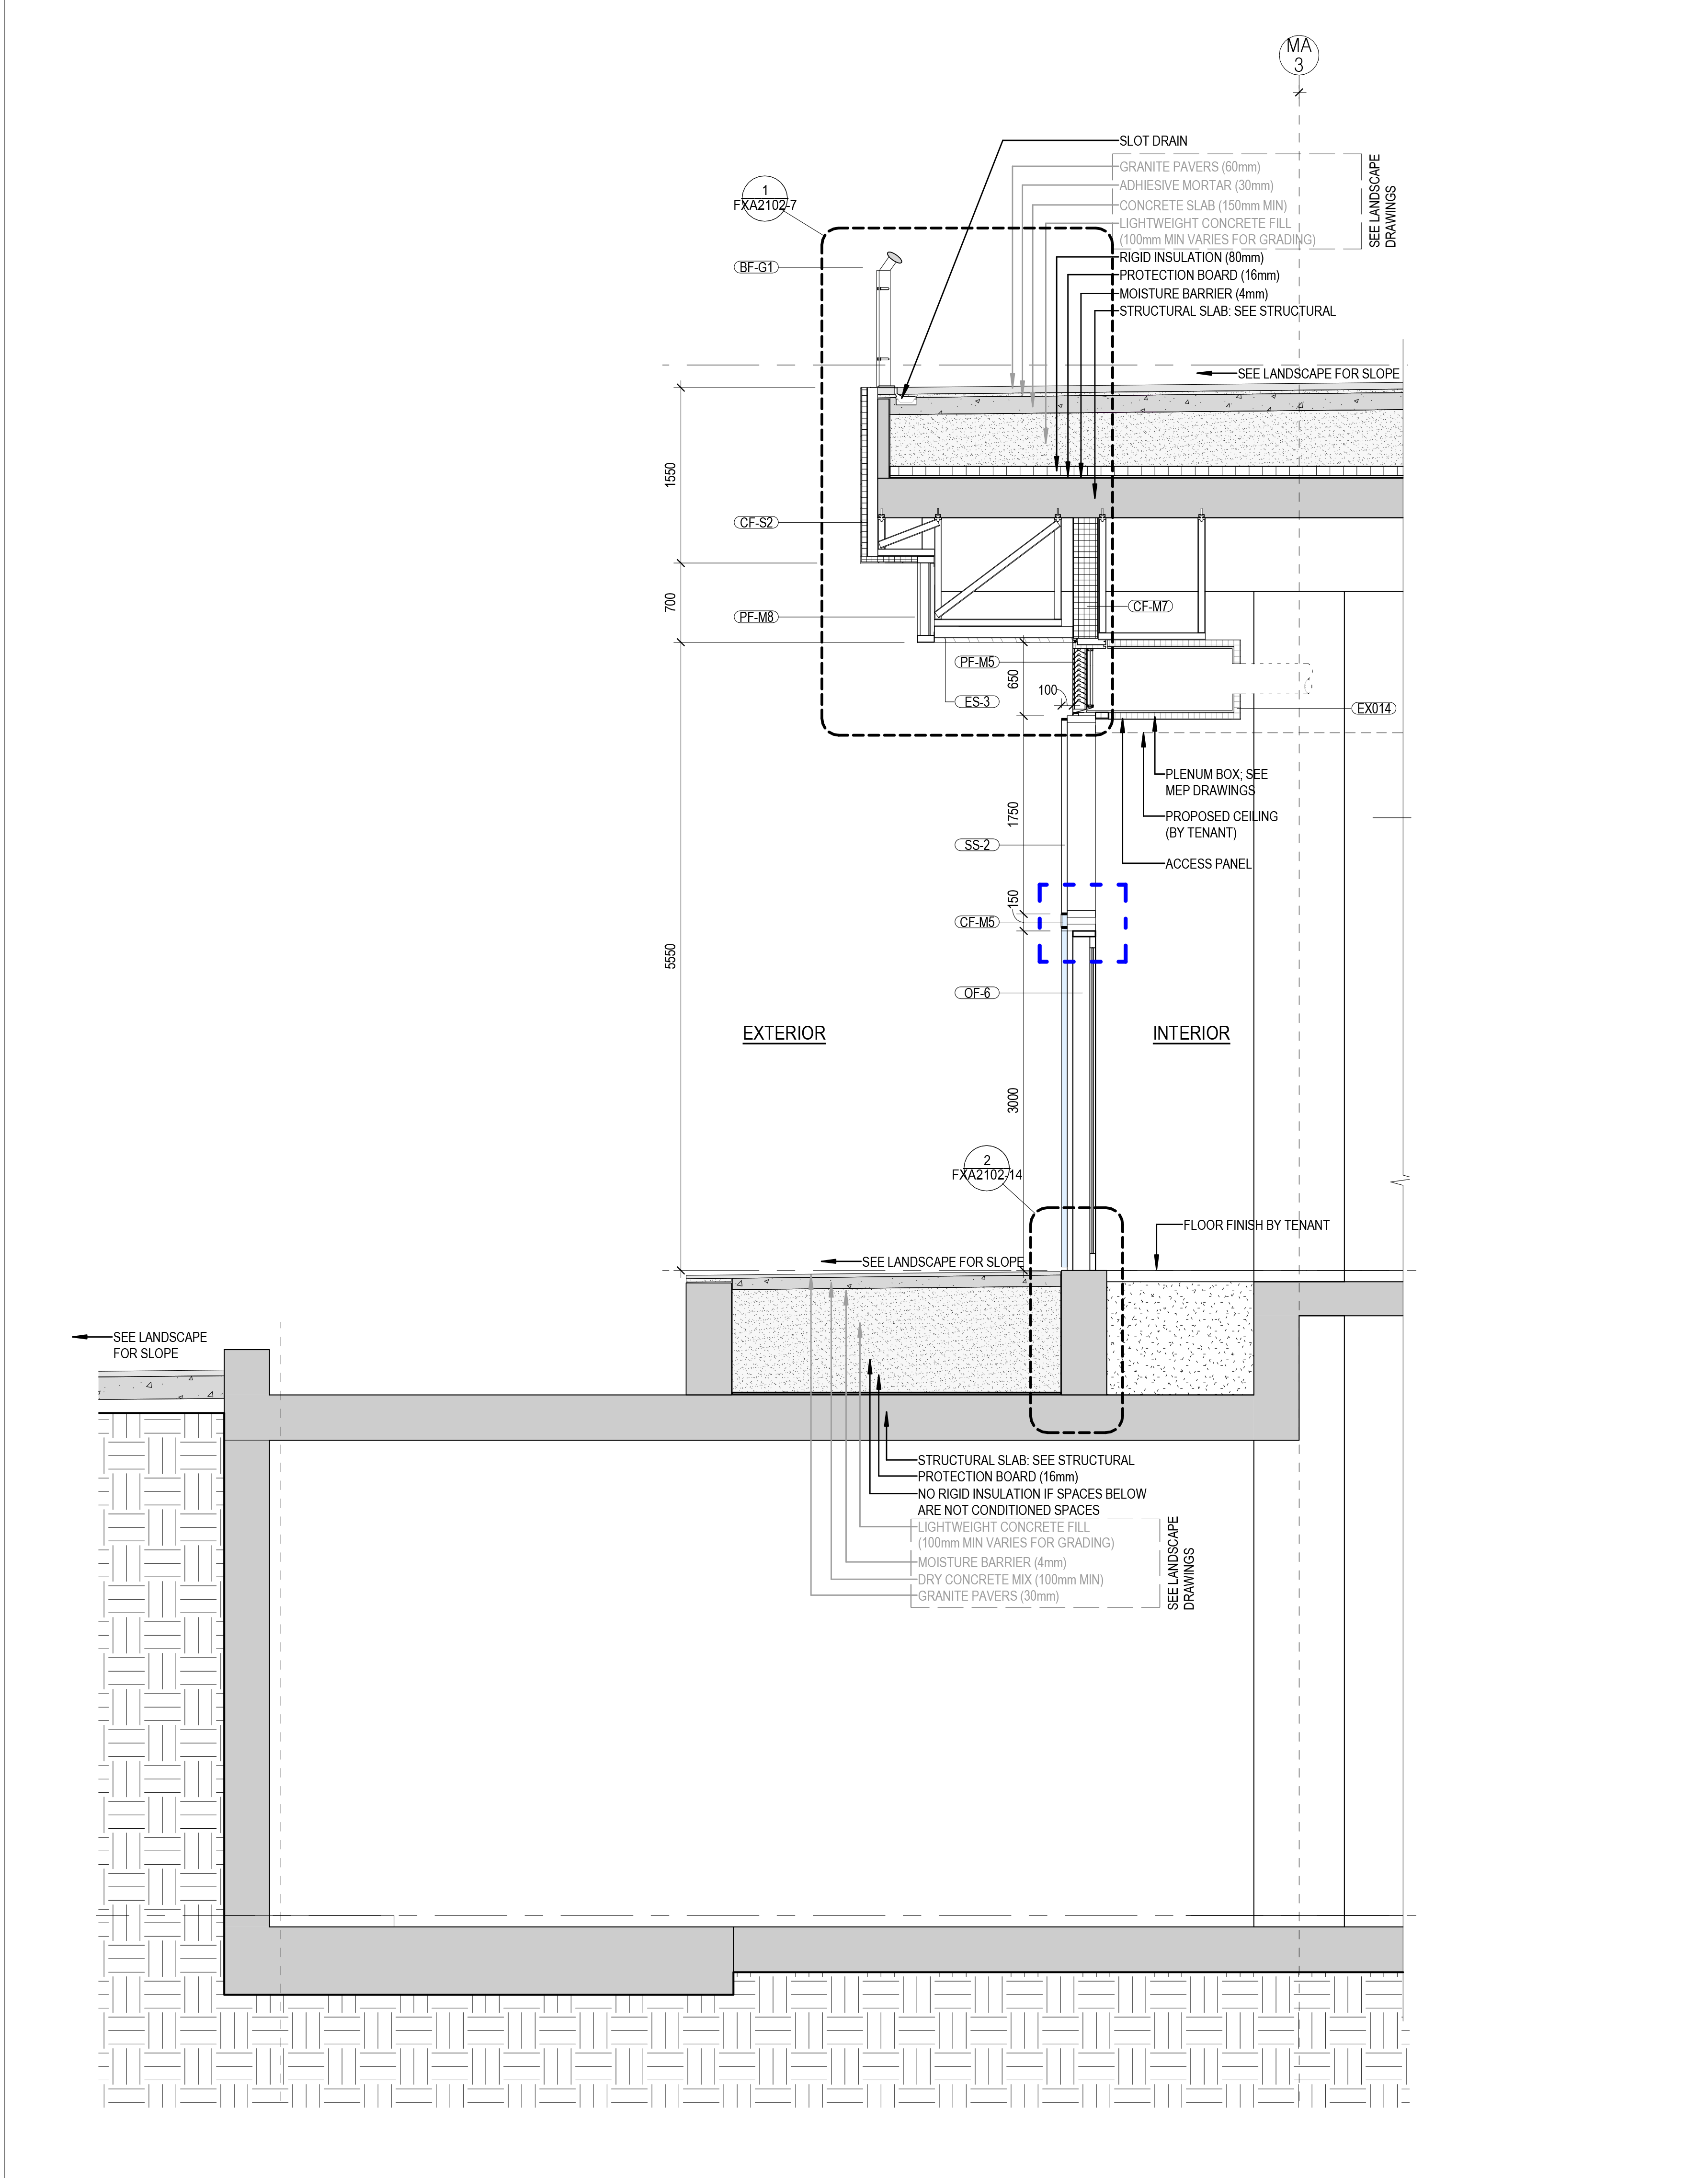 MA
3
SLOT DRAIN
GRANITE PAVERS (60mm)
ADHIESIVE MORTAR (30mm)
CONCRETE SLAB (150mm MIN)
LIGHTWEIGHT CONCRETE FILL
(100mm MIN VARIES FOR GRADING)
SEE LANDSCAPE
DRAWINGS
RIGID INSULATION (80mm)
PROTECTION BOARD (16mm)
MOISTURE BARRIER (4mm)
STRUCTURAL SLAB: SEE STRUCTURAL
1
FXA2102-7
BF-G1
SEE LANDSCAPE FOR SLOPE
1550
CF-S2
700
PF-M8
CF-M7
PF-M5
650
100
ES-3
EX014
PLENUM BOX; SEE
MEP DRAWINGS
PROPOSED CEILING
(BY TENANT)
ACCESS PANEL
1750
SS-2
150
CF-M5
5550
OF-6
EXTERIOR
INTERIOR
3000
2
FXA2102-14
FLOOR FINISH BY TENANT
SEE LANDSCAPE FOR SLOPE
SEE LANDSCAPE
FOR SLOPE
STRUCTURAL SLAB: SEE STRUCTURAL
PROTECTION BOARD (16mm)
NO RIGID INSULATION IF SPACES BELOW
ARE NOT CONDITIONED SPACES
LIGHTWEIGHT CONCRETE FILL
(100mm MIN VARIES FOR GRADING)
MOISTURE BARRIER (4mm)
DRY CONCRETE MIX (100mm MIN)
GRANITE PAVERS (30mm)
SEE LANDSCAPE
DRAWINGS